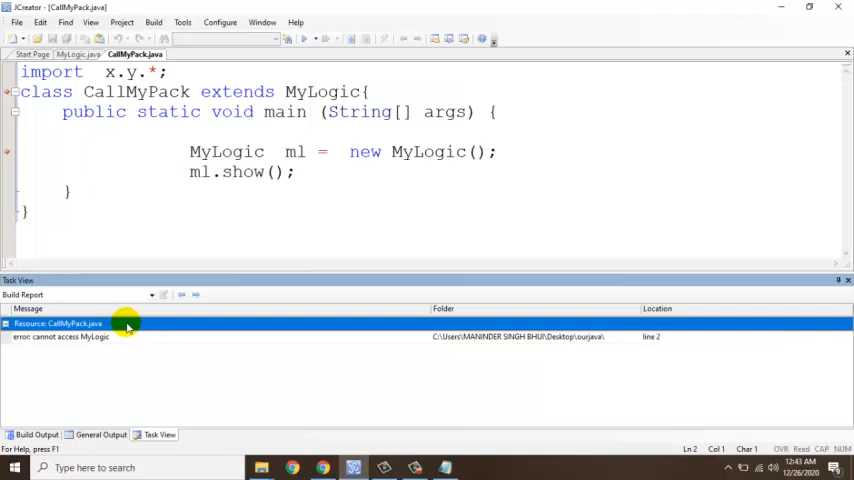 JCreator - [CallMyPack.java]
File Edit Find View Project Build Tools Configure Window Help
Start Page MyLogic.java CallMyPack.java
import x.y.*;
class CallMyPack extends MyLogic{
public static void main (String[] args) {
MyLogic ml = new MyLogic();
ml.show();
}
}
Task View
Build Report
Message Folder Location
Resource: CallMyPack.java
error: cannot access MyLogic C:\Users\MANINDER SINGH BHUI\Desktop\ourjava\ line 2
Build Output General Output Task View
For Help, press F1 Ln 2 Col 1 Char 1 OVR Read CAP NUM
Type here to search
12:43 AM
12/26/2020